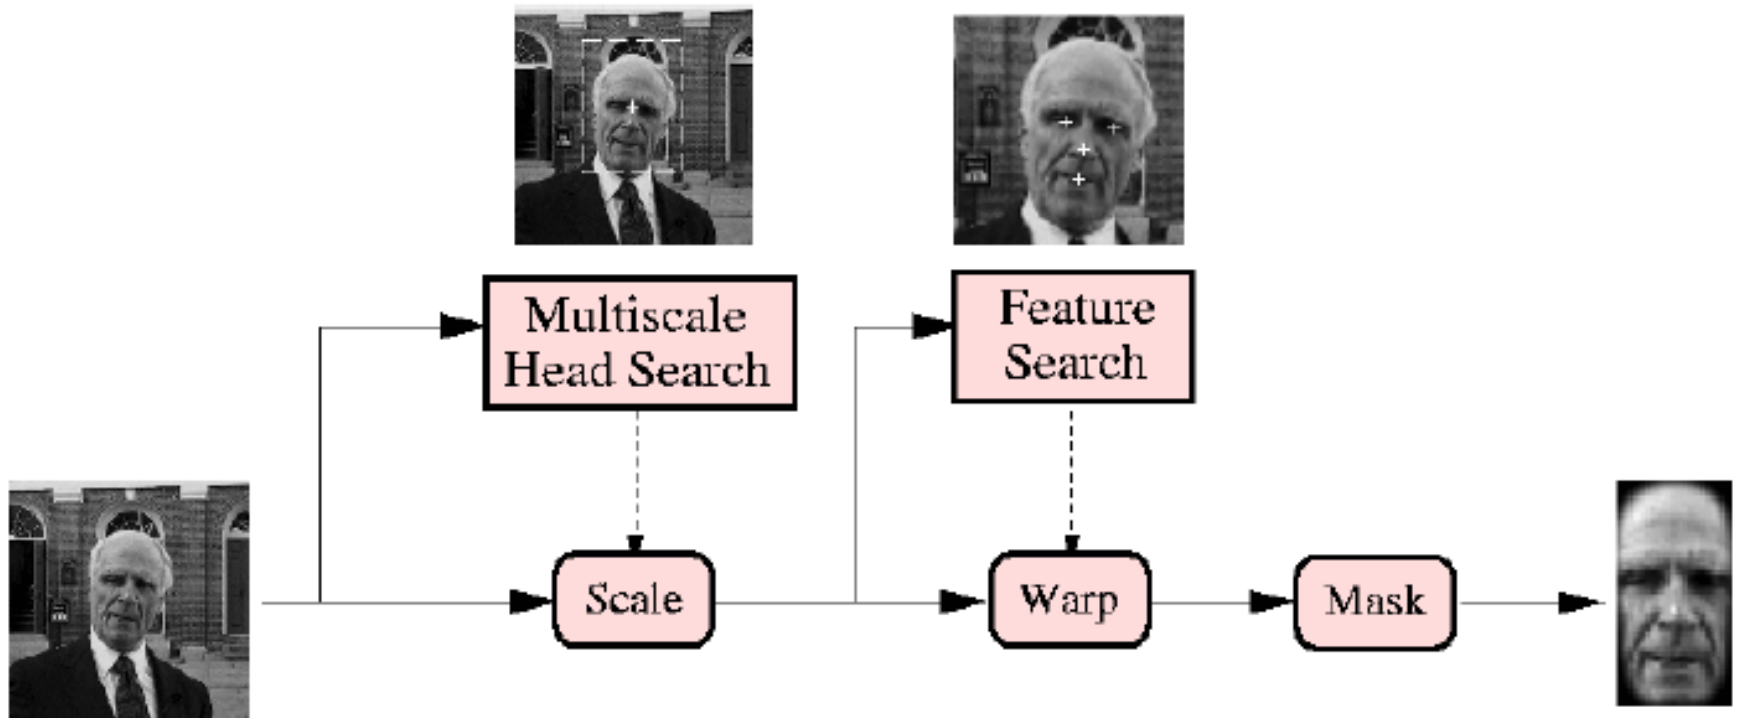 Multiscale
Head Search
Feature
Search
Scale
Warp
Mask